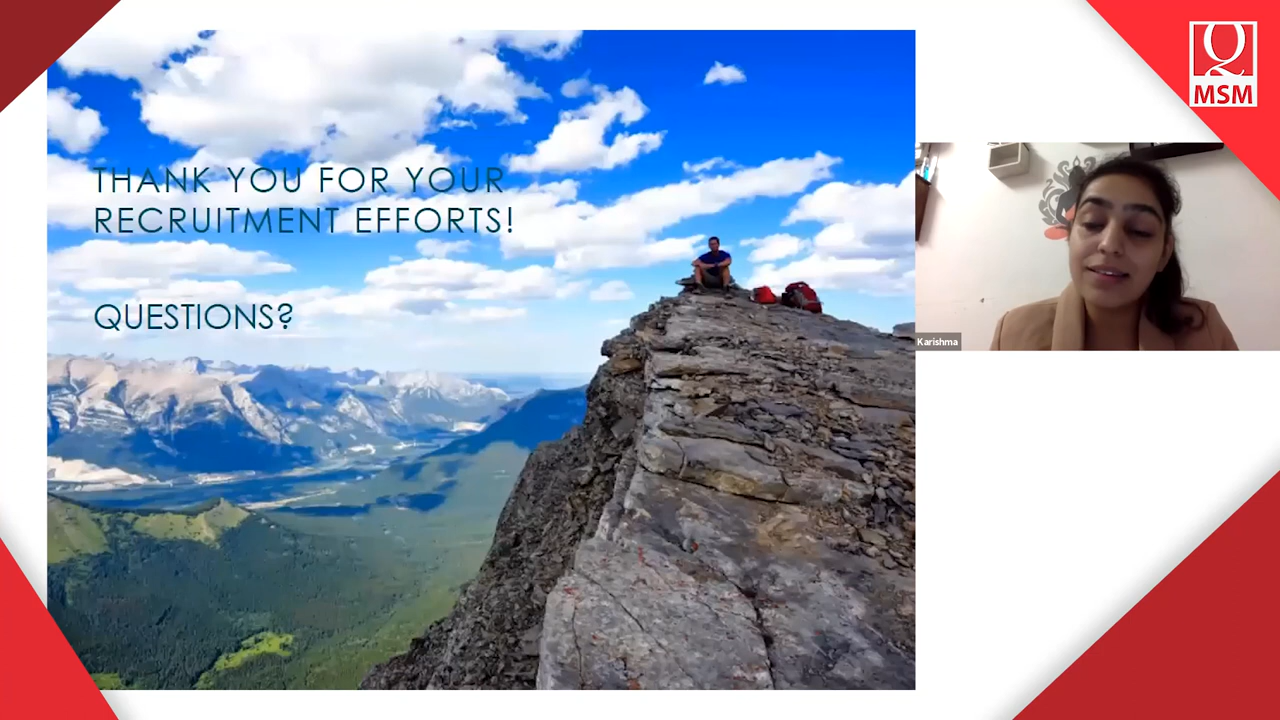 THANK YOU FOR YOUR
RECRUITMENT EFFORTS!
QUESTIONS?
Q
MSM
Karishma